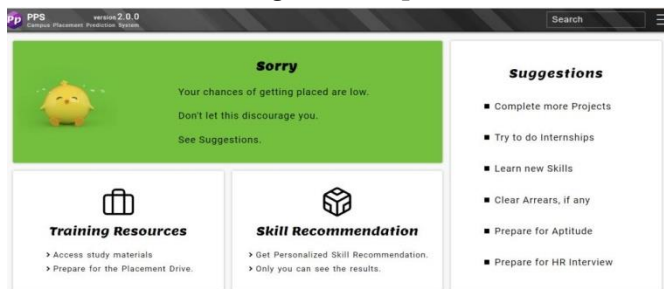 Pp PPS version 2.0.0
Campus Placement Prediction System
Search
Sorry
Your chances of getting placed are low.
Don't let this discourage you.
See Suggestions.
Training Resources
> Access study materials
> Prepare for the Placement Drive.
Skill Recommendation
> Get Personalized Skill Recommendation.
> Only you can see the results.
Suggestions
■ Complete more Projects
■ Try to do Internships
■ Learn new Skills
■ Clear Arrears, if any
■ Prepare for Aptitude
■ Prepare for HR Interview